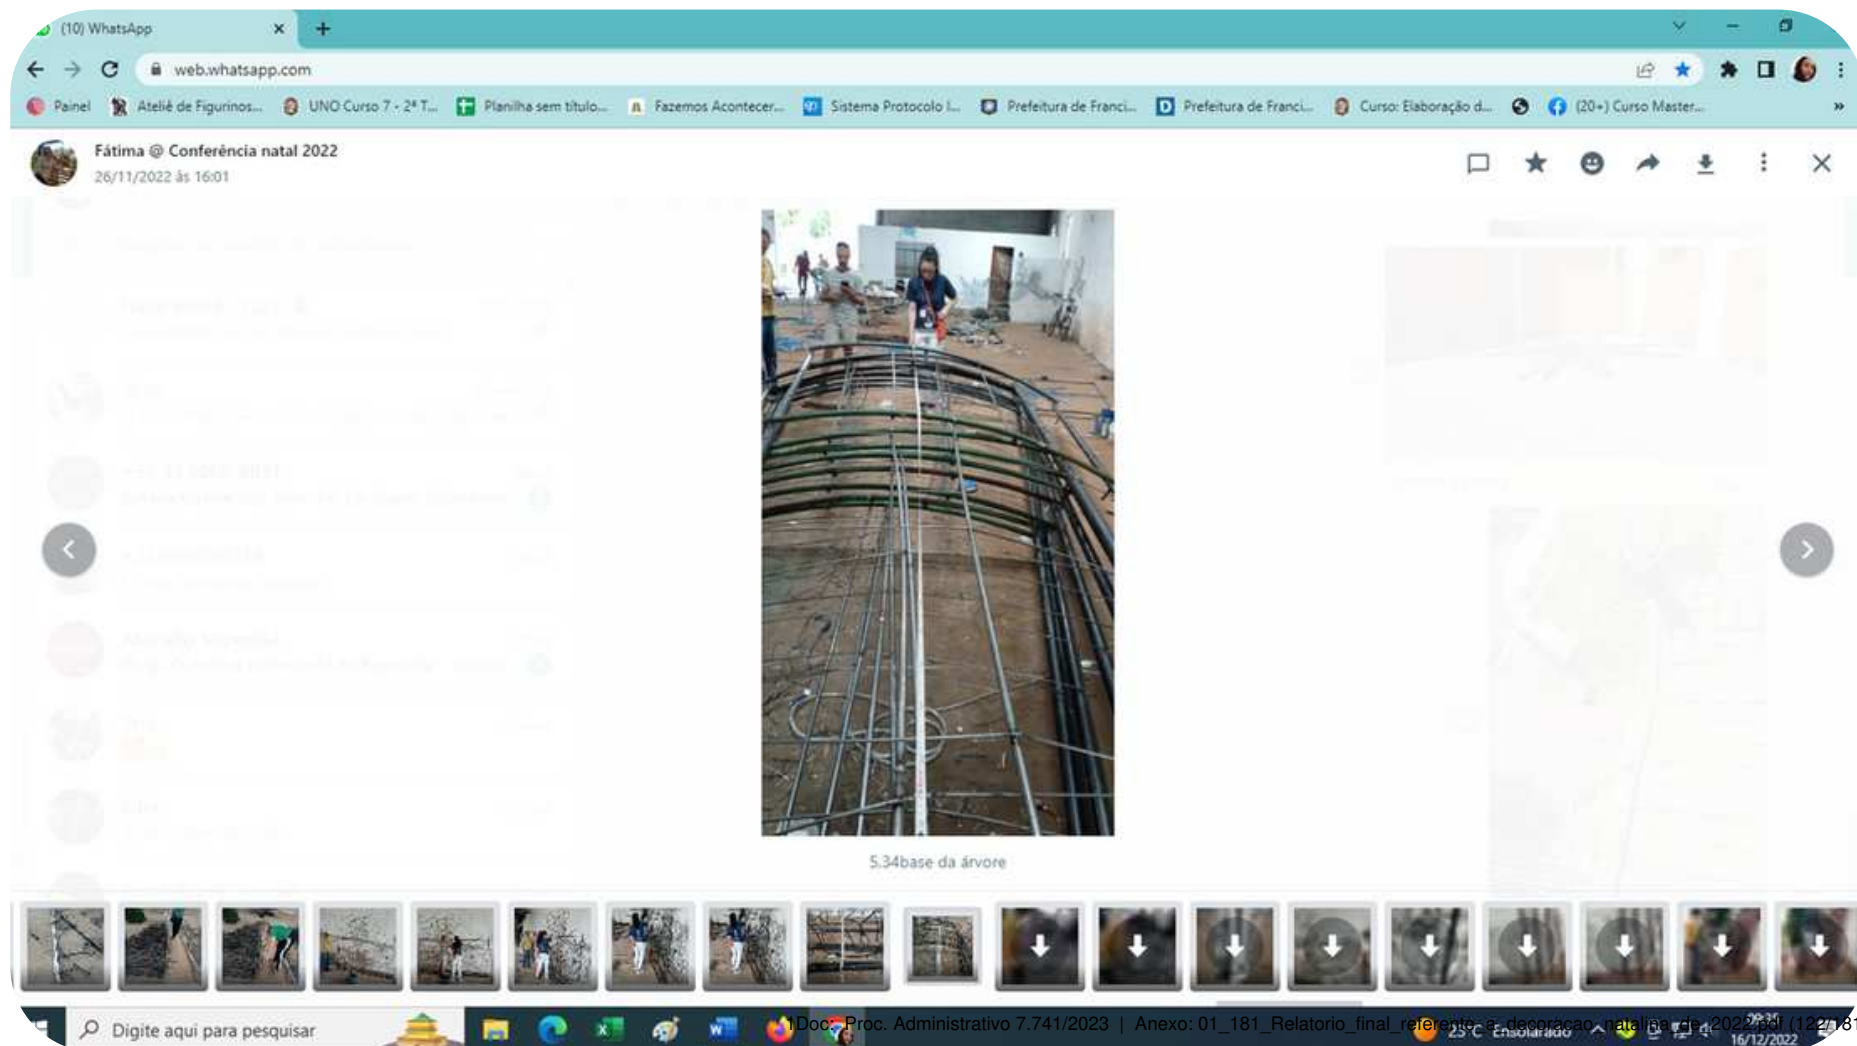 (10) WhatsApp
web.whatsapp.com
Painel
Ateliê de Figurinos...
UNO Curso 7 - 2ª T...
Planilha sem título...
Fazemos Acontecer...
Sistema Protocolo I...
Prefeitura de Franci...
Prefeitura de Franci...
Curso: Elaboração d...
(20+) Curso Master...
Fátima @ Conferência natal 2022
26/11/2022 às 16:01
5.34base da árvore
Digite aqui para pesquisar
1Doc: Proc. Administrativo 7.741/2023 | Anexo: 01_181_Relatorio_final_referente_a_decoracao_natalina_de_2022.pdf (122/181
25°C Ensolarado
16/12/2022